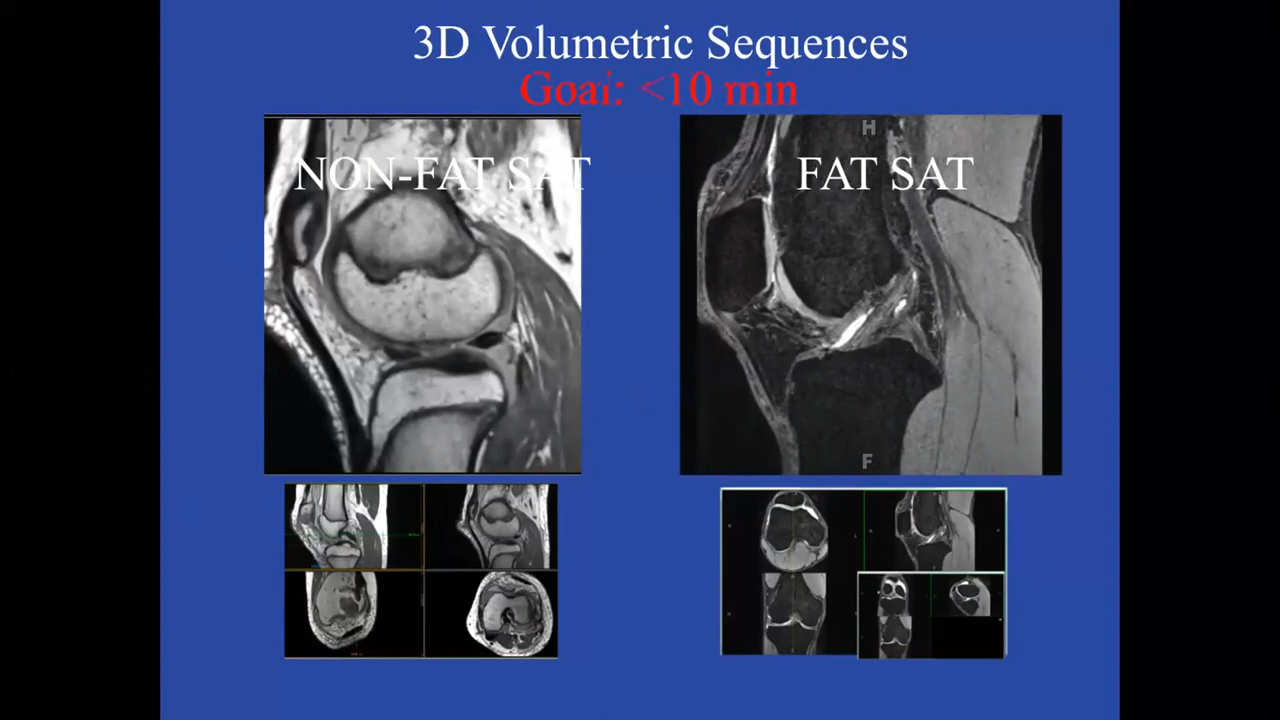 3D Volumetric Sequences
Goal: <10 min
NON-FAT SAT
FAT SAT
H
F